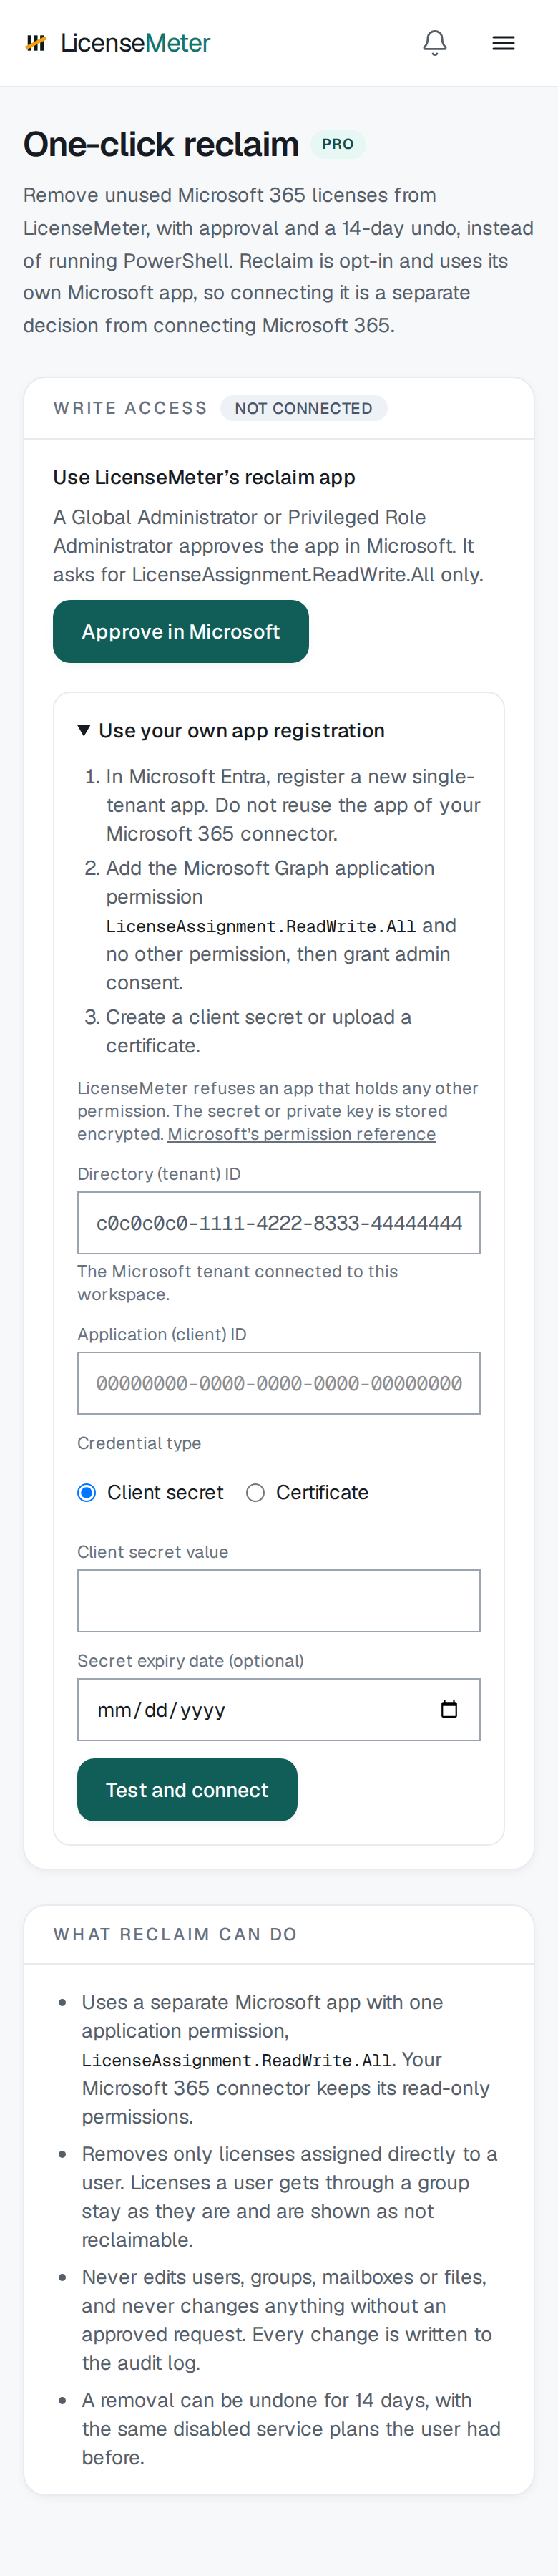 LicenseMeter
One-click reclaim PRO
Remove unused Microsoft 365 licenses from
LicenseMeter, with approval and a 14-day undo, instead
of running PowerShell. Reclaim is opt-in and uses its
own Microsoft app, so connecting it is a separate
decision from connecting Microsoft 365.
WRITE ACCESS NOT CONNECTED
Use LicenseMeter’s reclaim app
A Global Administrator or Privileged Role
Administrator approves the app in Microsoft. It
asks for LicenseAssignment.ReadWrite.All only.
Approve in Microsoft
Use your own app registration
1. In Microsoft Entra, register a new single-
tenant app. Do not reuse the app of your
Microsoft 365 connector.
2. Add the Microsoft Graph application
permission
LicenseAssignment.ReadWrite.All and
no other permission, then grant admin
consent.
3. Create a client secret or upload a
certificate.
LicenseMeter refuses an app that holds any other
permission. The secret or private key is stored
encrypted. Microsoft’s permission reference
Directory (tenant) ID
c0c0c0c0-1111-4222-8333-44444444
The Microsoft tenant connected to this
workspace.
Application (client) ID
00000000-0000-0000-0000-00000000
Credential type
Client secret Certificate
Client secret value
Secret expiry date (optional)
mm/dd/yyyy
Test and connect
WHAT RECLAIM CAN DO
• Uses a separate Microsoft app with one
application permission,
LicenseAssignment.ReadWrite.All. Your
Microsoft 365 connector keeps its read-only
permissions.
• Removes only licenses assigned directly to a
user. Licenses a user gets through a group
stay as they are and are shown as not
reclaimable.
• Never edits users, groups, mailboxes or files,
and never changes anything without an
approved request. Every change is written to
the audit log.
• A removal can be undone for 14 days, with
the same disabled service plans the user had
before.